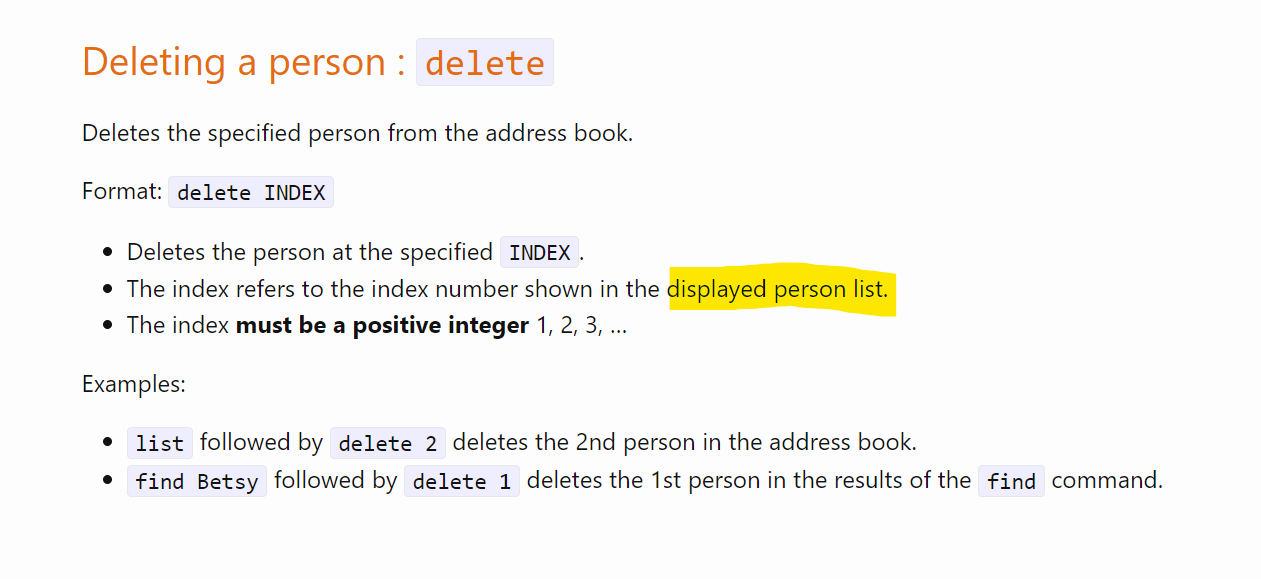 Deleting a person : delete
Deletes the specified person from the address book.
Format: delete INDEX
• Deletes the person at the specified INDEX.
• The index refers to the index number shown in the displayed person list.
• The index must be a positive integer 1, 2, 3, …
Examples:
• list followed by delete 2 deletes the 2nd person in the address book.
• find Betsy followed by delete 1 deletes the 1st person in the results of the find command.